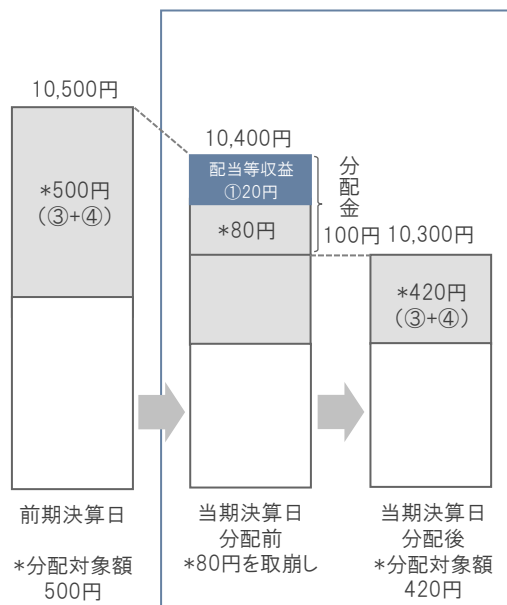 10,500円
*500円
(③+④)
前期決算日
*分配対象額
500円
10,400円
配当等収益
①20円
*80円
分配金
100円
当期決算日
分配前
*80円を取崩し
10,300円
*420円
(③+④)
当期決算日
分配後
*分配対象額
420円